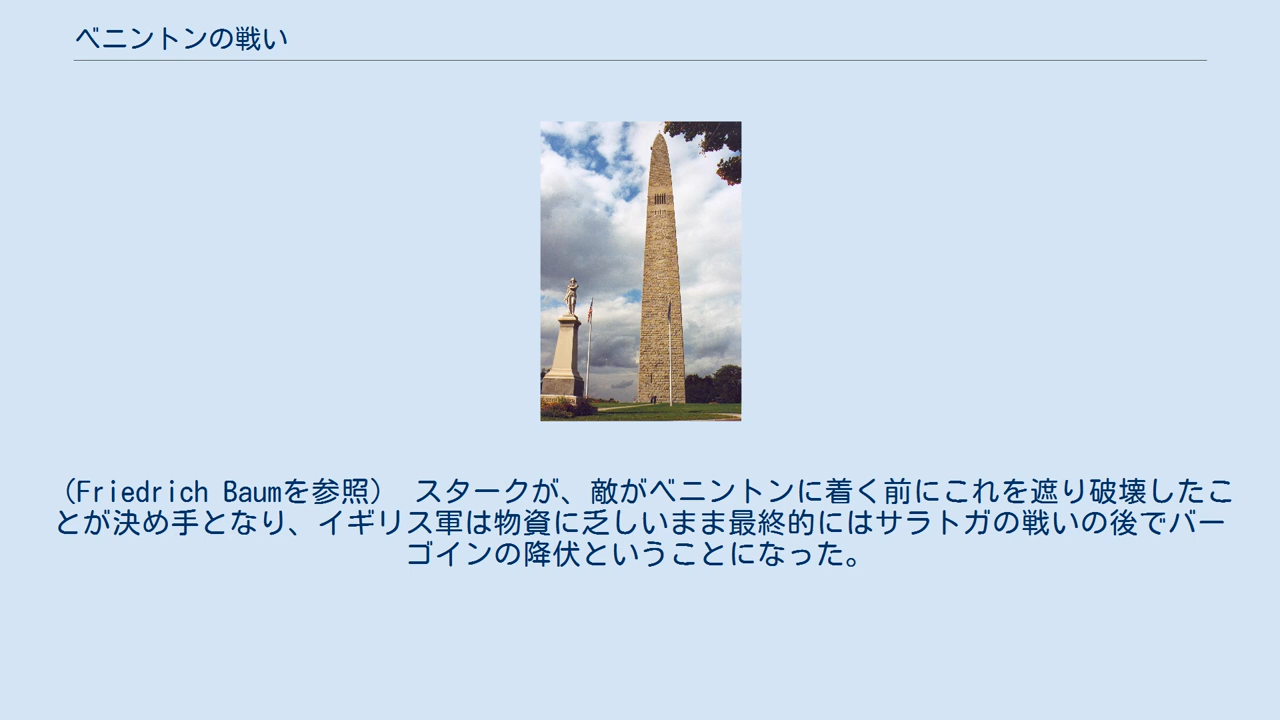 ベニントンの戦い
（Friedrich Baumを参照） スタークが、敵がベニントンに着く前にこれを遮り破壊したこ
とが決め手となり、イギリス軍は物資に乏しいまま最終的にはサラトガの戦いの後でバー
ゴインの降伏ということになった。